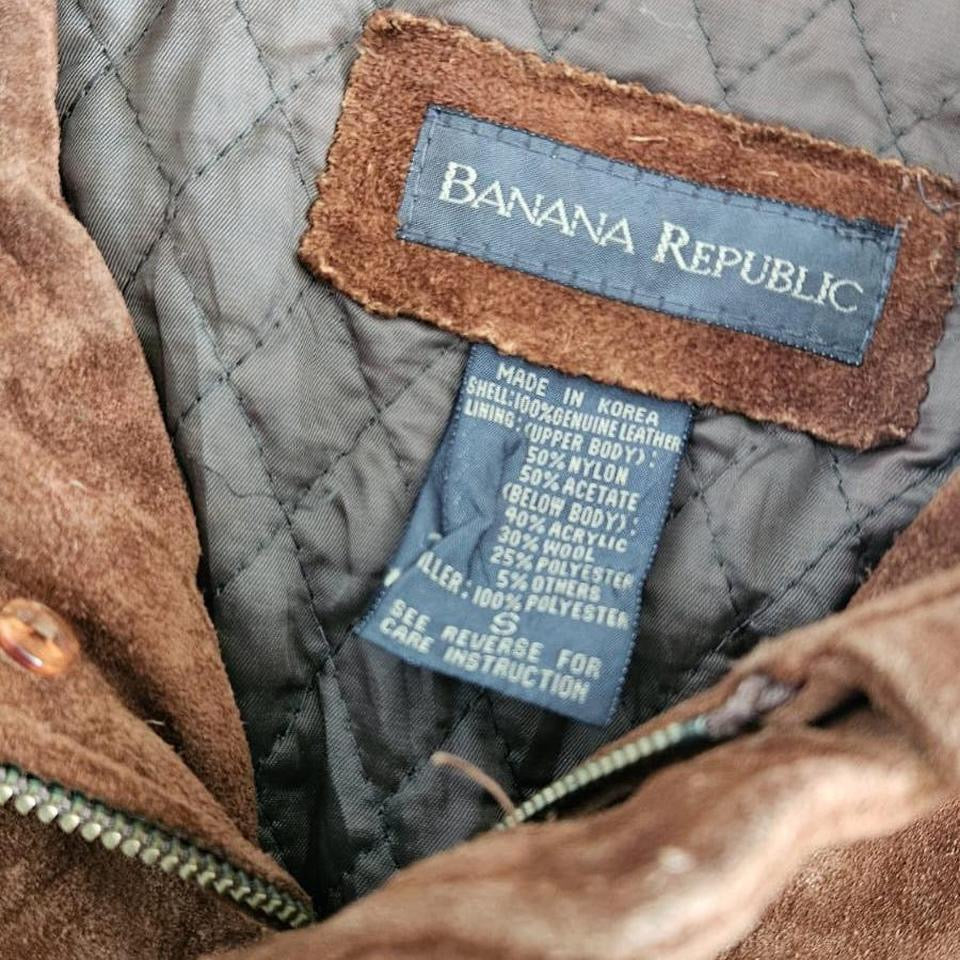 BANANA REPUBLIC
MADE IN KOREA
SHELL:100%GENUINE LEATHER
LINING:(UPPER BODY):
50% NYLON
50% ACETATE
(BELOW BODY):
40% ACRYLIC
30% WOOL
25% POLYESTER
5% OTHERS
ILLER: 100% POLYESTER
S
SEE REVERSE FOR
CARE INSTRUCTION